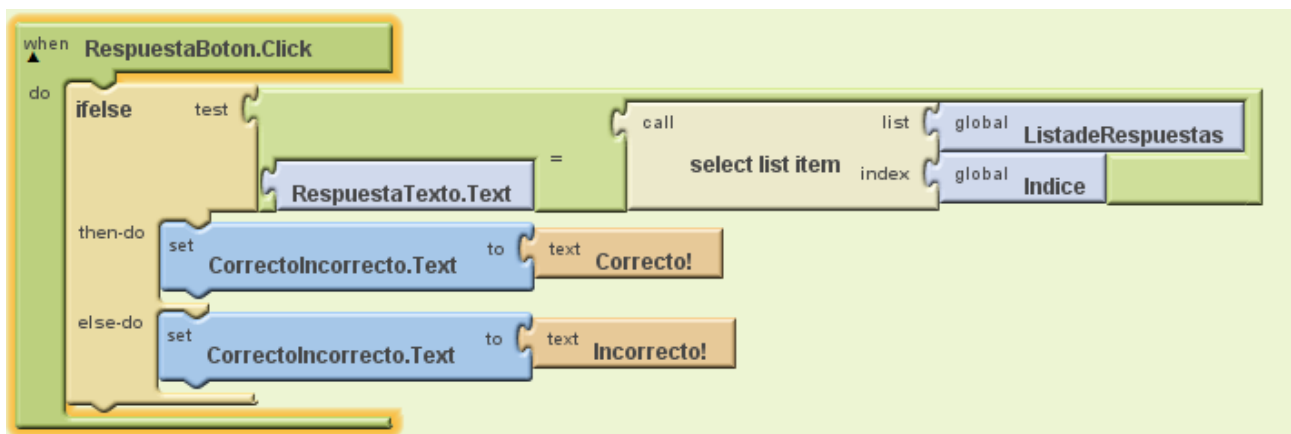 when RespuestaBoton.Click
do
ifelse test
call list global ListadeRespuestas
RespuestaTexto.Text = select list item index global Indice
then-do set CorrectoIncorrecto.Text to text Correcto!
else-do set CorrectoIncorrecto.Text to text Incorrecto!